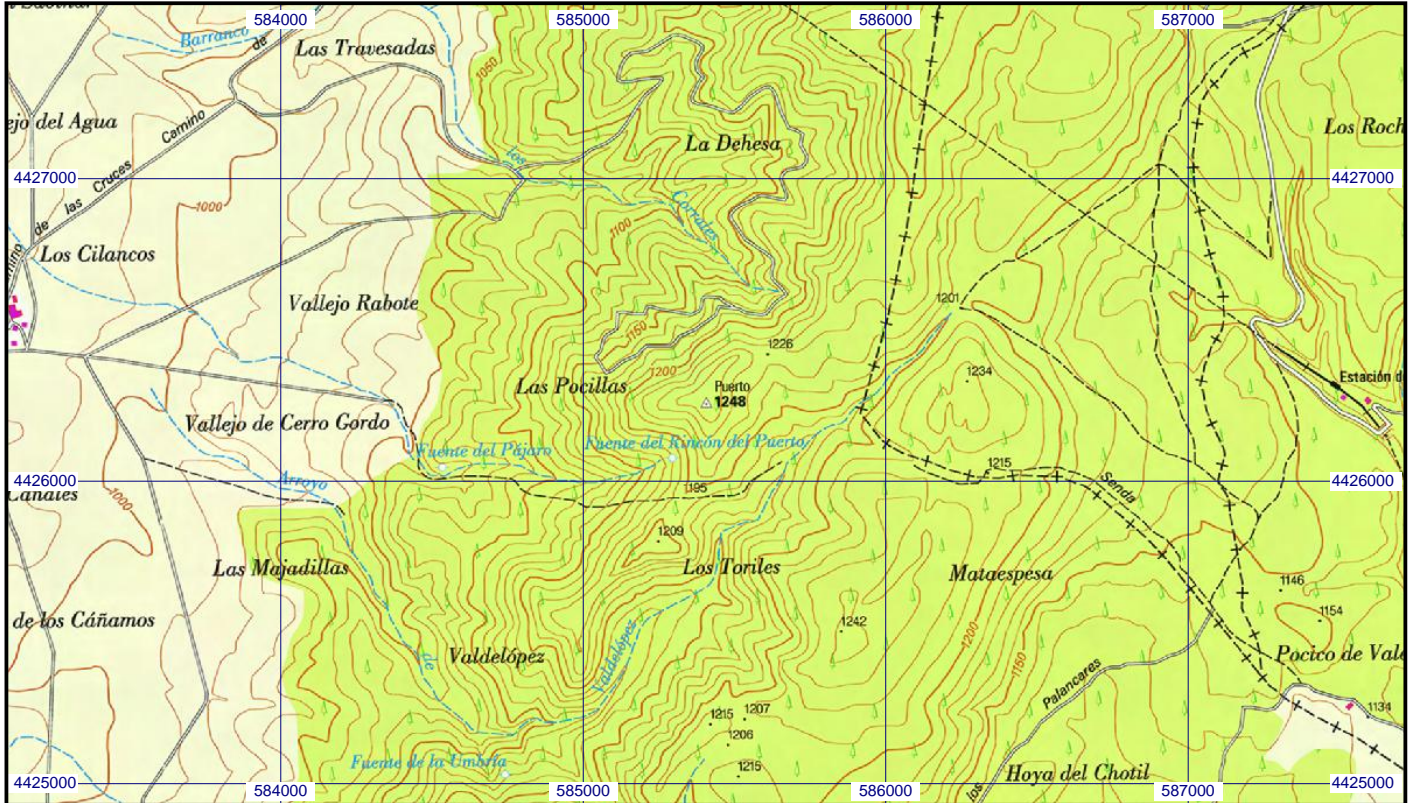 584000
585000
586000
587000
Barranco
de
Las Travesadas
1050
ejo del Agua
Camino
La Dehesa
Los Roch
los
4427000
4427000
Cruces
las
de
1000
Corrales
1100
Los Cilancos
Vallejo Rabote
1201
1150
1226
1200
1234
Las Pocillas
Puerto
1248
Estación d
Vallejo de Cerro Gordo
Fuente del Pájaro
Fuente del Rincón del Puerto
1215
4426000
4426000
Arroyo
Senda
Canales
1000
1195
1209
Las Majadillas
Los Toriles
Mataespesa
1146
1154
de los Cáñamos
1242
1200
de
Valdelópez
Valdelópez
1150
Pocico de Val
Palancares
1215
1207
1134
1206
Fuente de la Umbría
1215
Hoya del Chotil
los
4425000
4425000
584000
585000
586000
587000